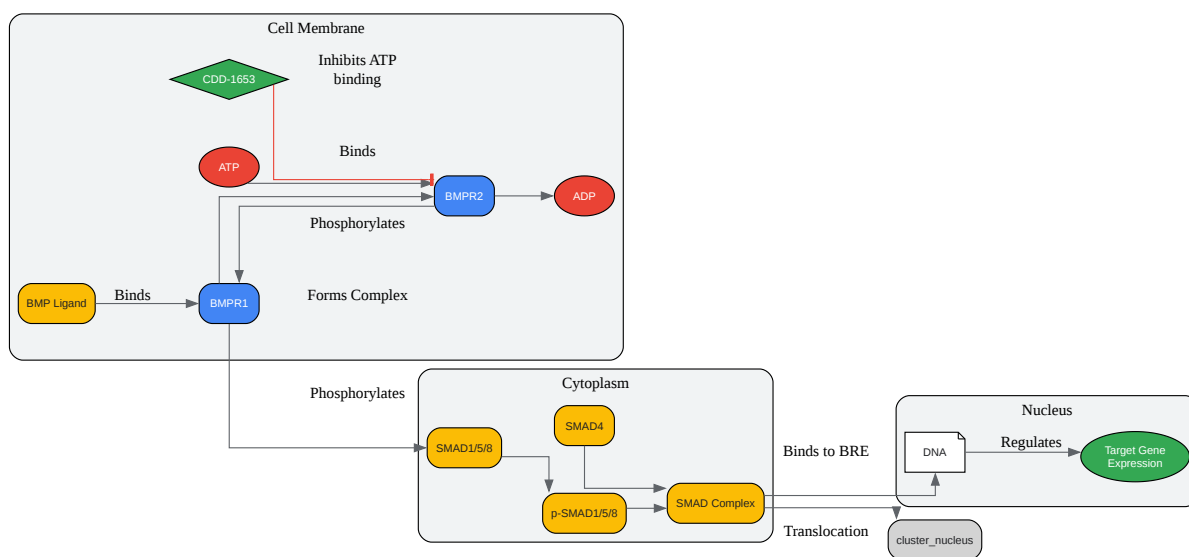 Cell Membrane
Inhibits ATP
binding
CDD-1653
Binds
ATP
BMPR2
ADP
Phosphorylates
BMP Ligand
Binds
BMPR1
Forms Complex
Phosphorylates
Cytoplasm
SMAD4
SMAD1/5/8
p-SMAD1/5/8
SMAD Complex
Binds to BRE
Translocation
Nucleus
DNA
Regulates
Target Gene
Expression
cluster_nucleus